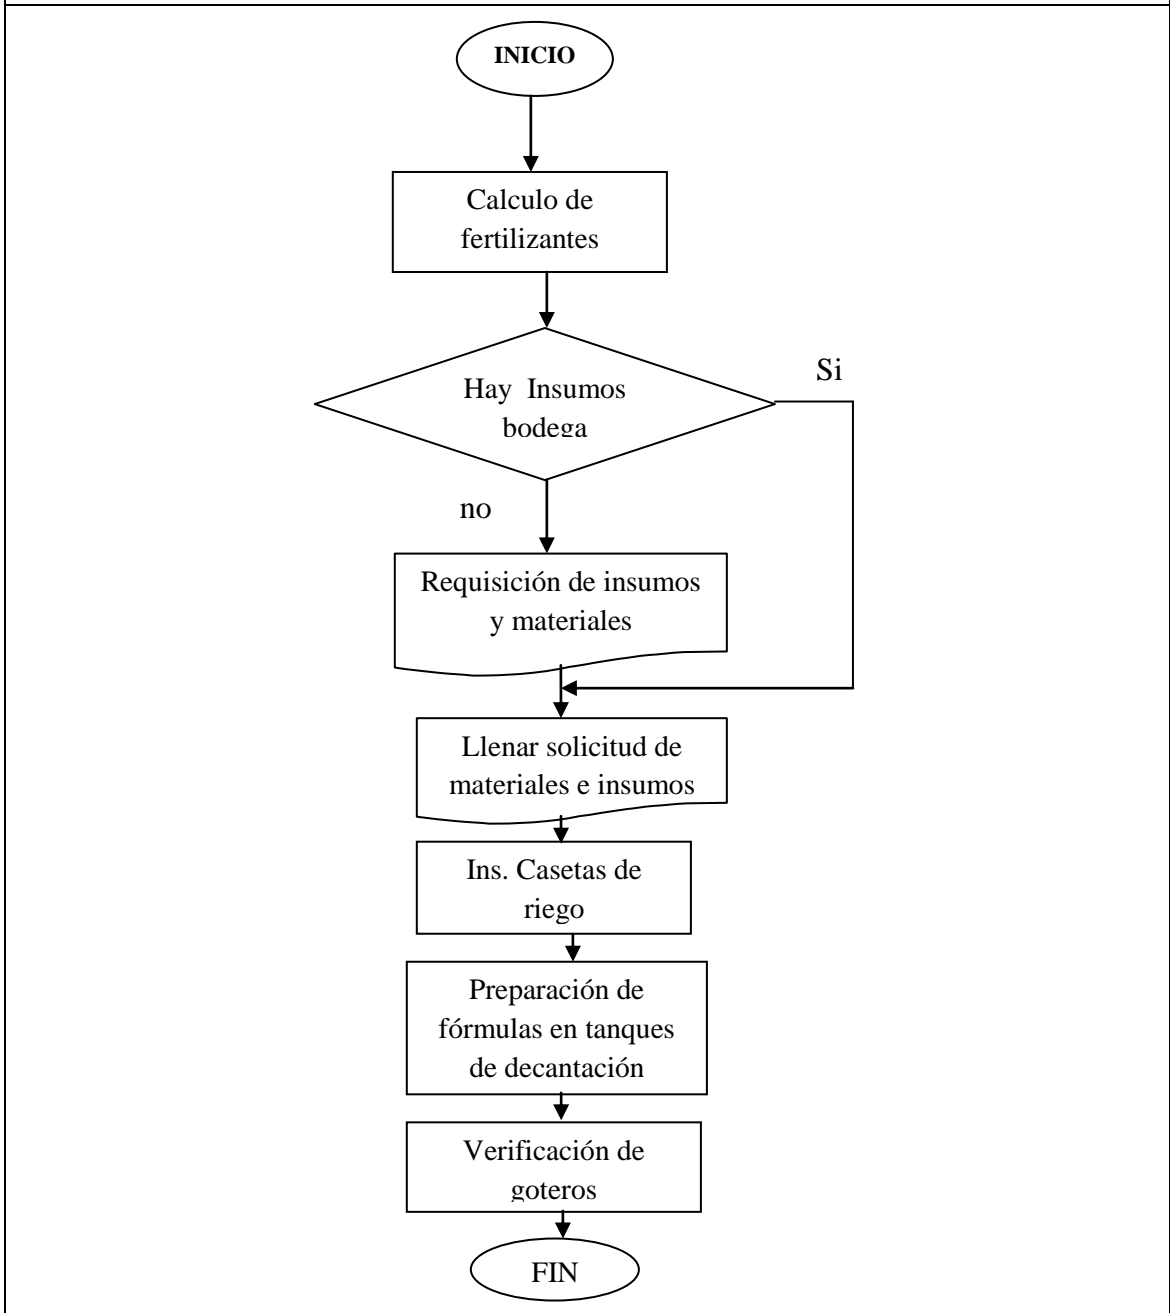 INICIO
Calculo de
fertilizantes
Hay Insumos
bodega
Si
no
Requisición de insumos
y materiales
Llenar solicitud de
materiales e insumos
Ins. Casetas de
riego
Preparación de
fórmulas en tanques
de decantación
Verificación de
goteros
FIN